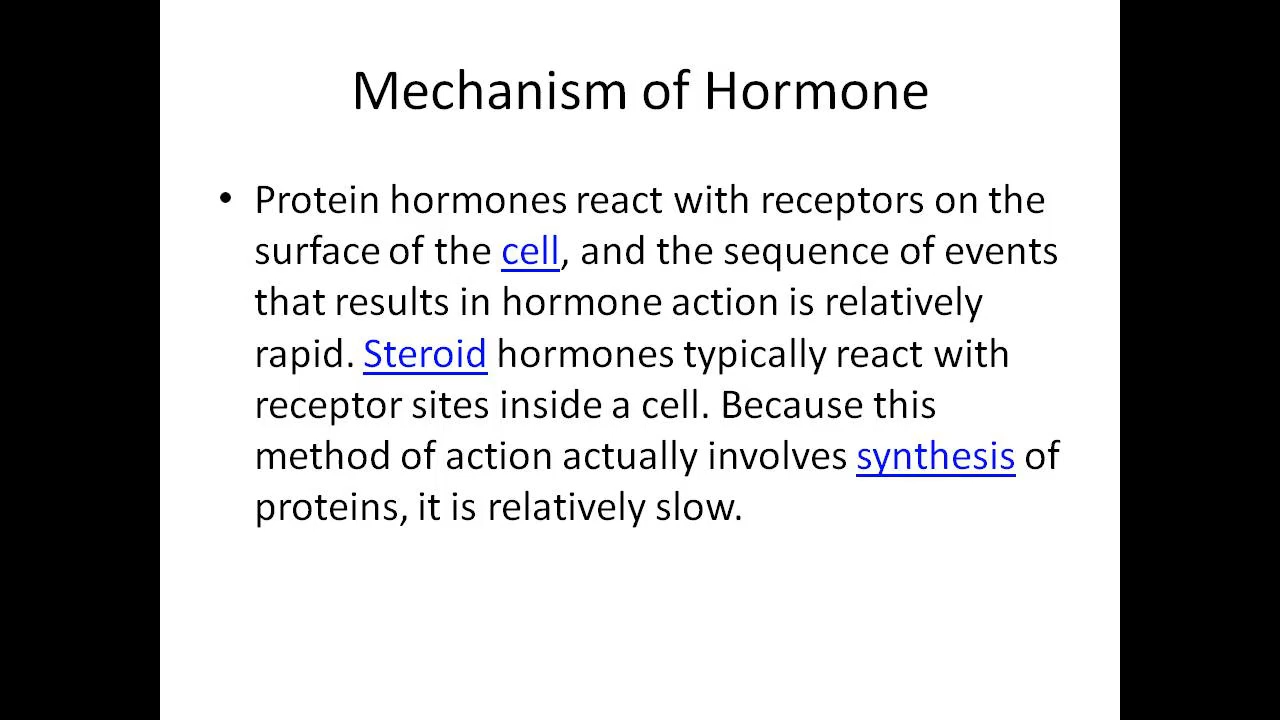 Mechanism of Hormone
• Protein hormones react with receptors on the
surface of the cell, and the sequence of events
that results in hormone action is relatively
rapid. Steroid hormones typically react with
receptor sites inside a cell. Because this
method of action actually involves synthesis of
proteins, it is relatively slow.